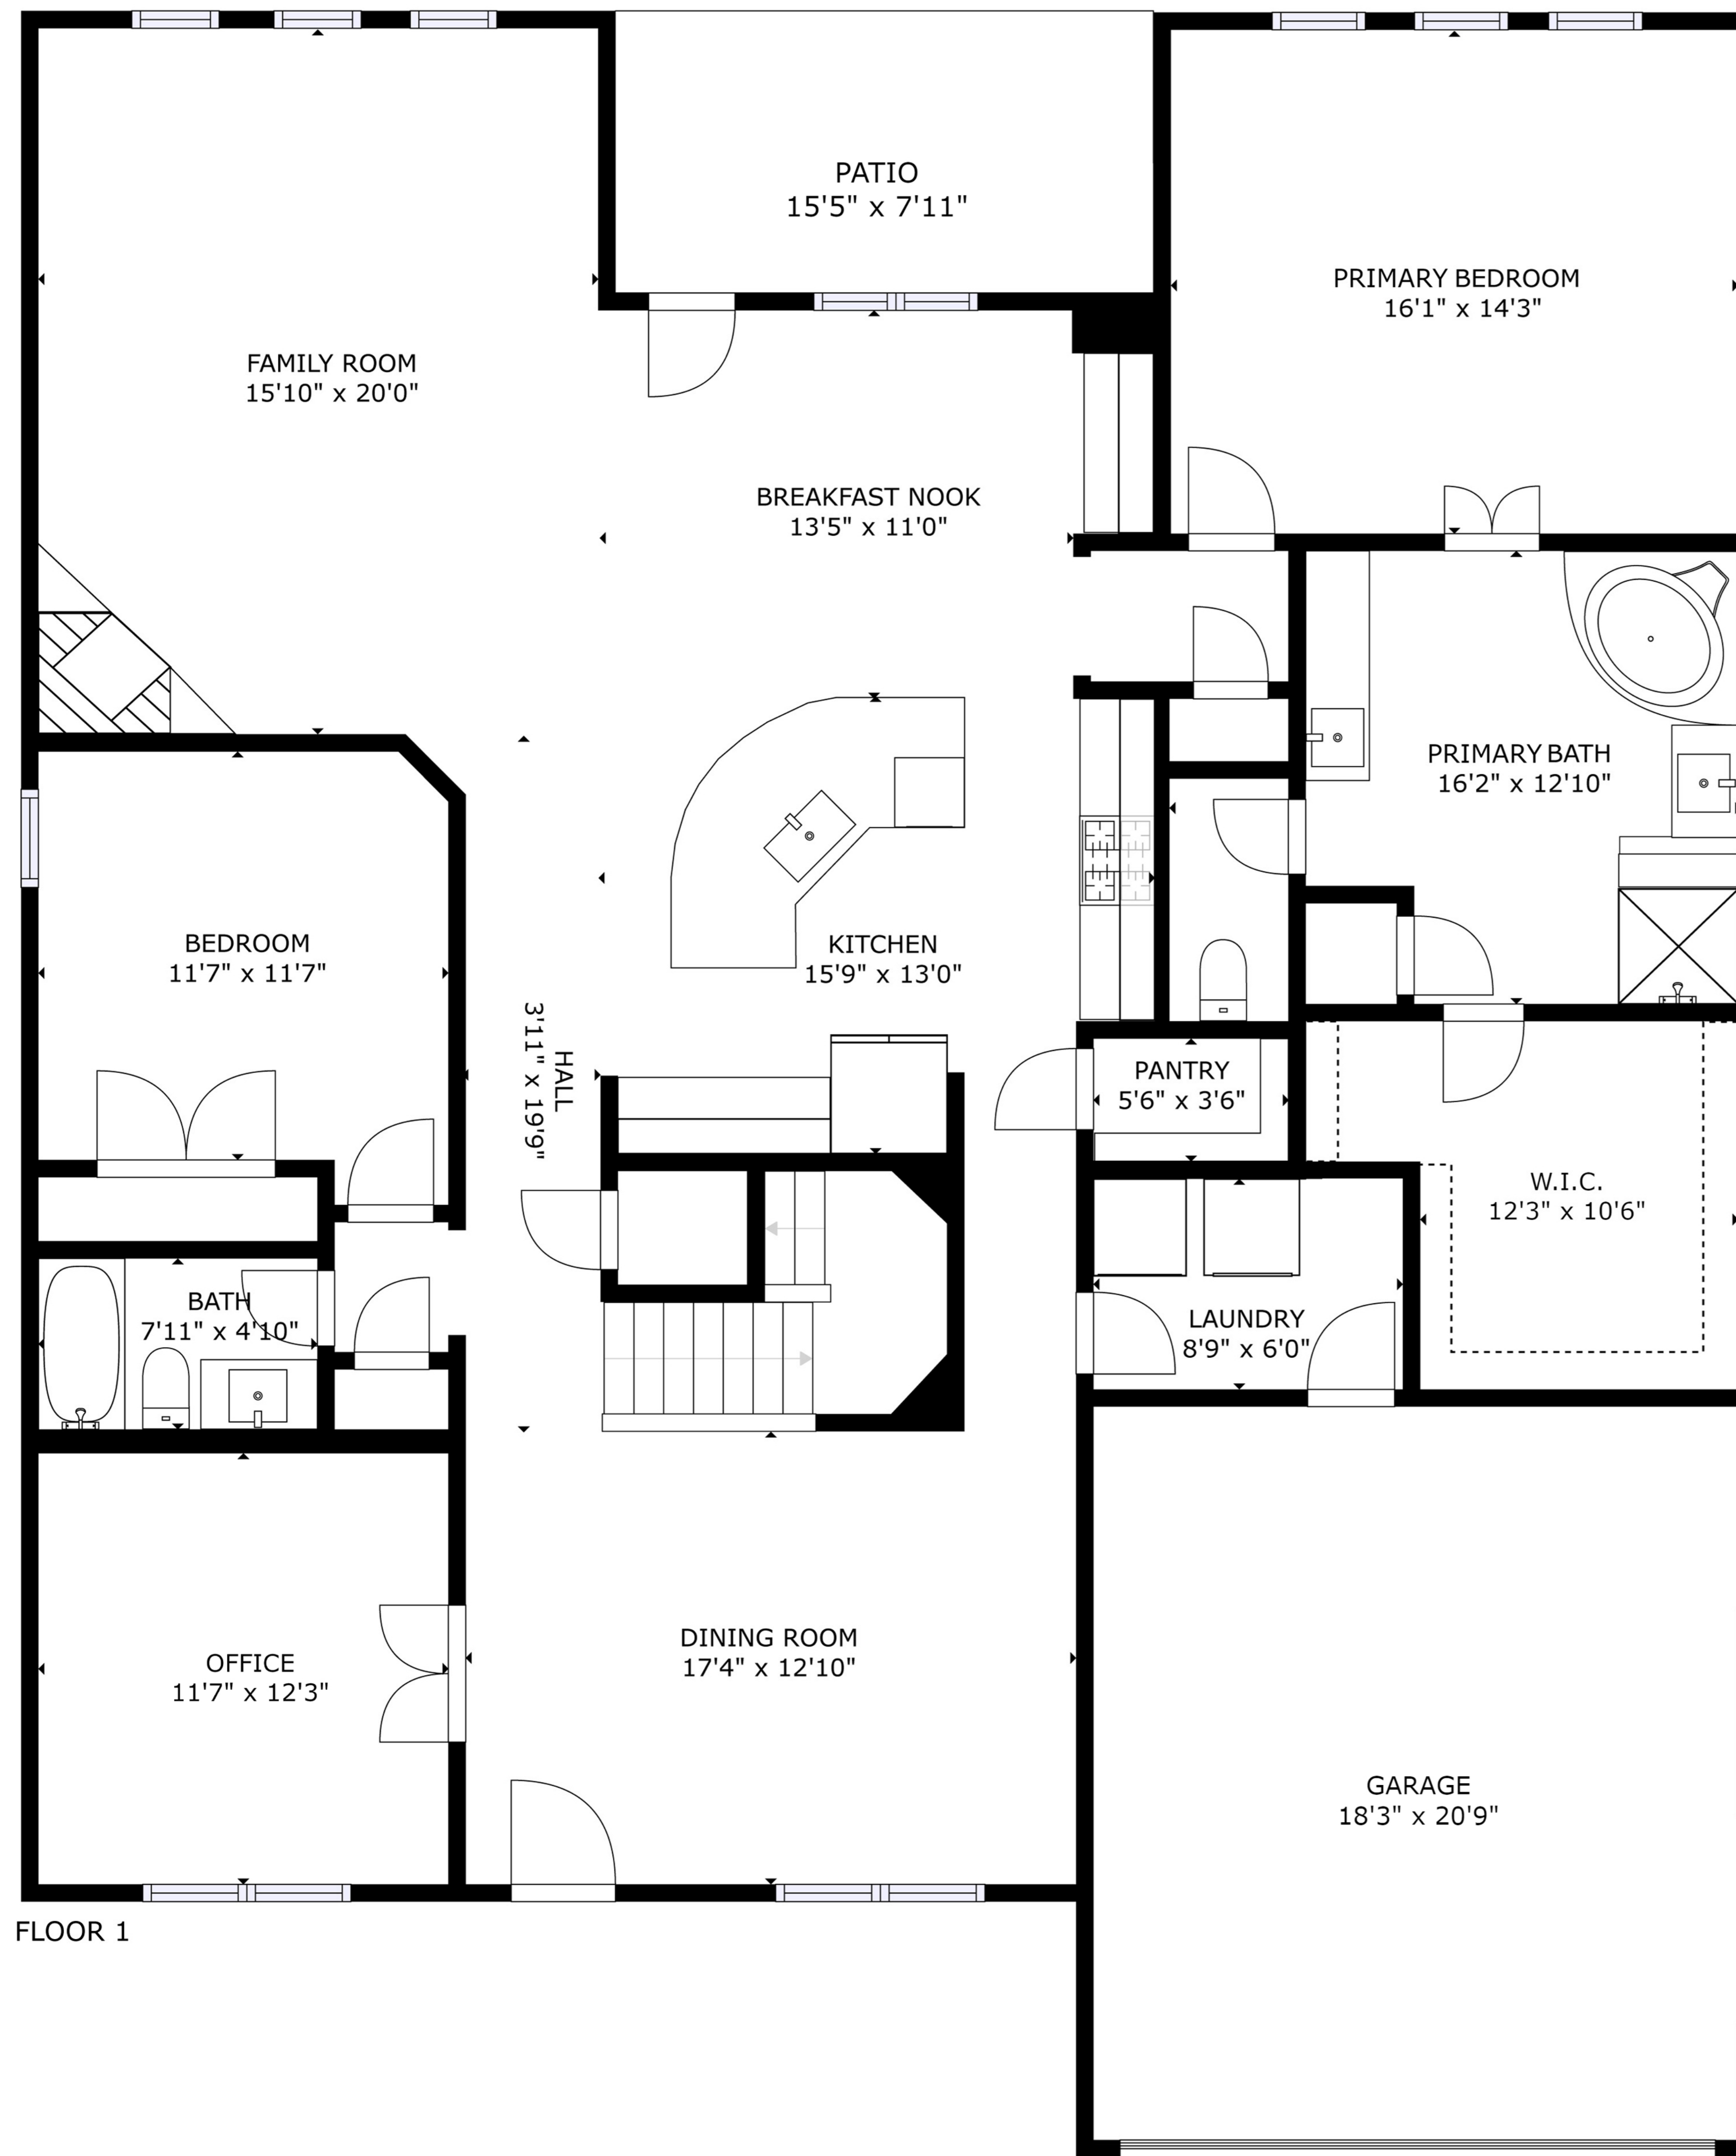 PATIO
15'5" x 7'11"
PRIMARY BEDROOM
16'1" x 14'3"
FAMILY ROOM
15'10" x 20'0"
BREAKFAST NOOK
13'5" x 11'0"
PRIMARY BATH
16'2" x 12'10"
BEDROOM
11'7" x 11'7"
KITCHEN
15'9" x 13'0"
HALL
3'11" x 19'9"
PANTRY
5'6" x 3'6"
W.I.C.
12'3" x 10'6"
BATH
7'11" x 4'10"
LAUNDRY
8'9" x 6'0"
OFFICE
11'7" x 12'3"
DINING ROOM
17'4" x 12'10"
GARAGE
18'3" x 20'9"
FLOOR 1